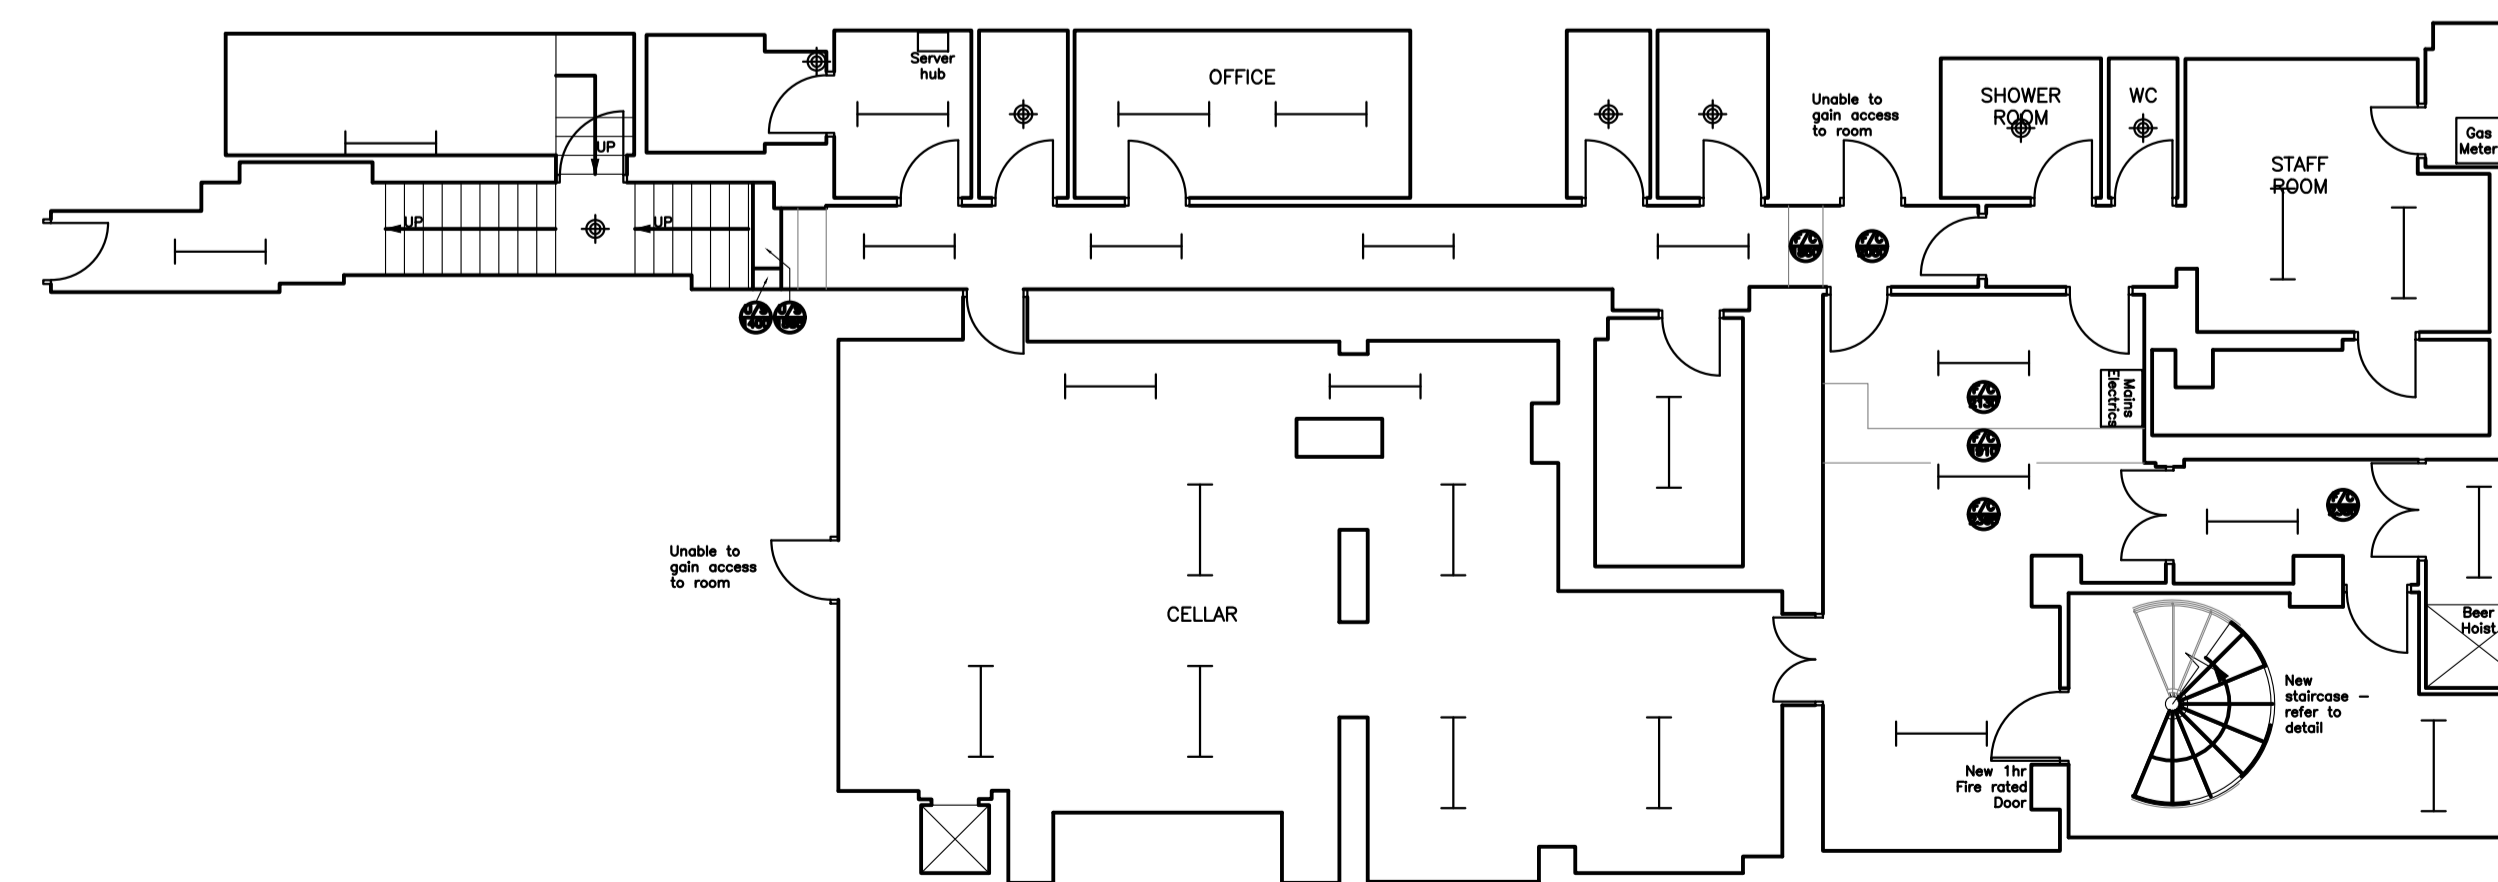 Server
hub
OFFICE
Unable to
gain access
to room
SHOWER
ROOM
WC
Gas
Meter
STAFF
ROOM
UP
UP
UP
F/C
F/C
U/S
U/S
Mains
Electrics
F/C
F/C
F/C
F/C
Unable to
gain access
to room
CELLAR
Beer
Hoist
New
staircase -
refer to
detail
New 1hr
Fire rated
Door